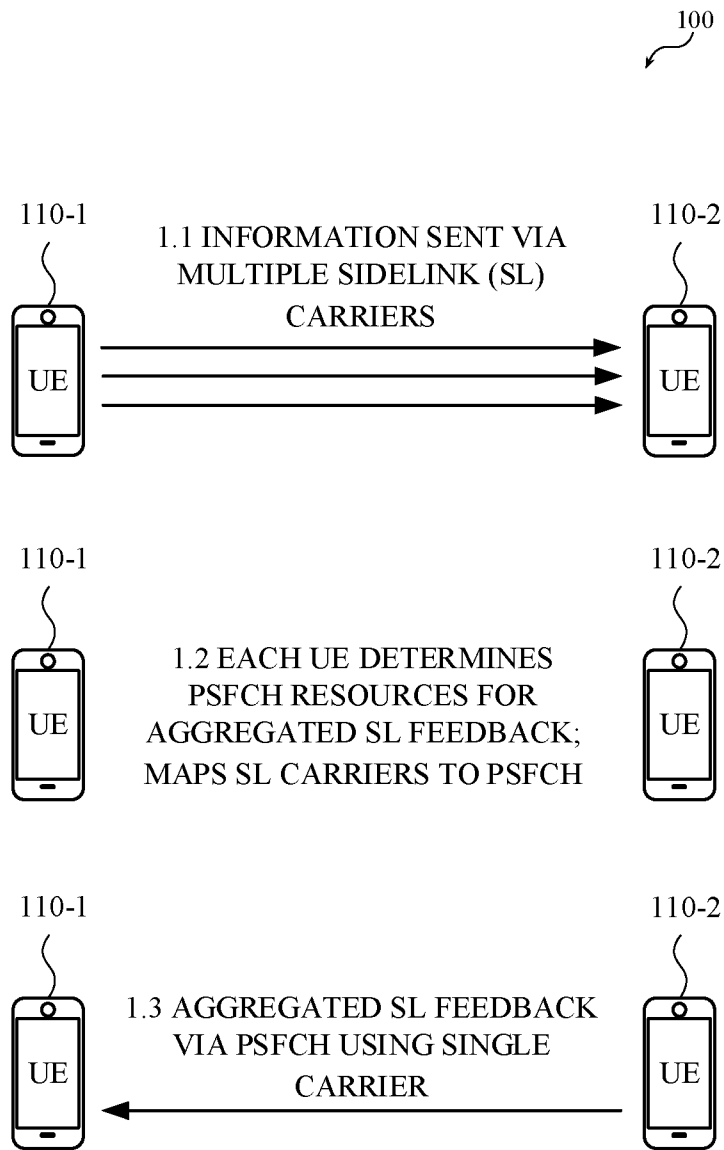 100
110-1
110-2
1.1 INFORMATION SENT VIA
MULTIPLE SIDELINK (SL)
CARRIERS
UE
UE
110-1
110-2
1.2 EACH UE DETERMINES
PSFCH RESOURCES FOR
AGGREGATED SL FEEDBACK;
MAPS SL CARRIERS TO PSFCH
UE
UE
110-1
110-2
1.3 AGGREGATED SL FEEDBACK
VIA PSFCH USING SINGLE
CARRIER
UE
UE